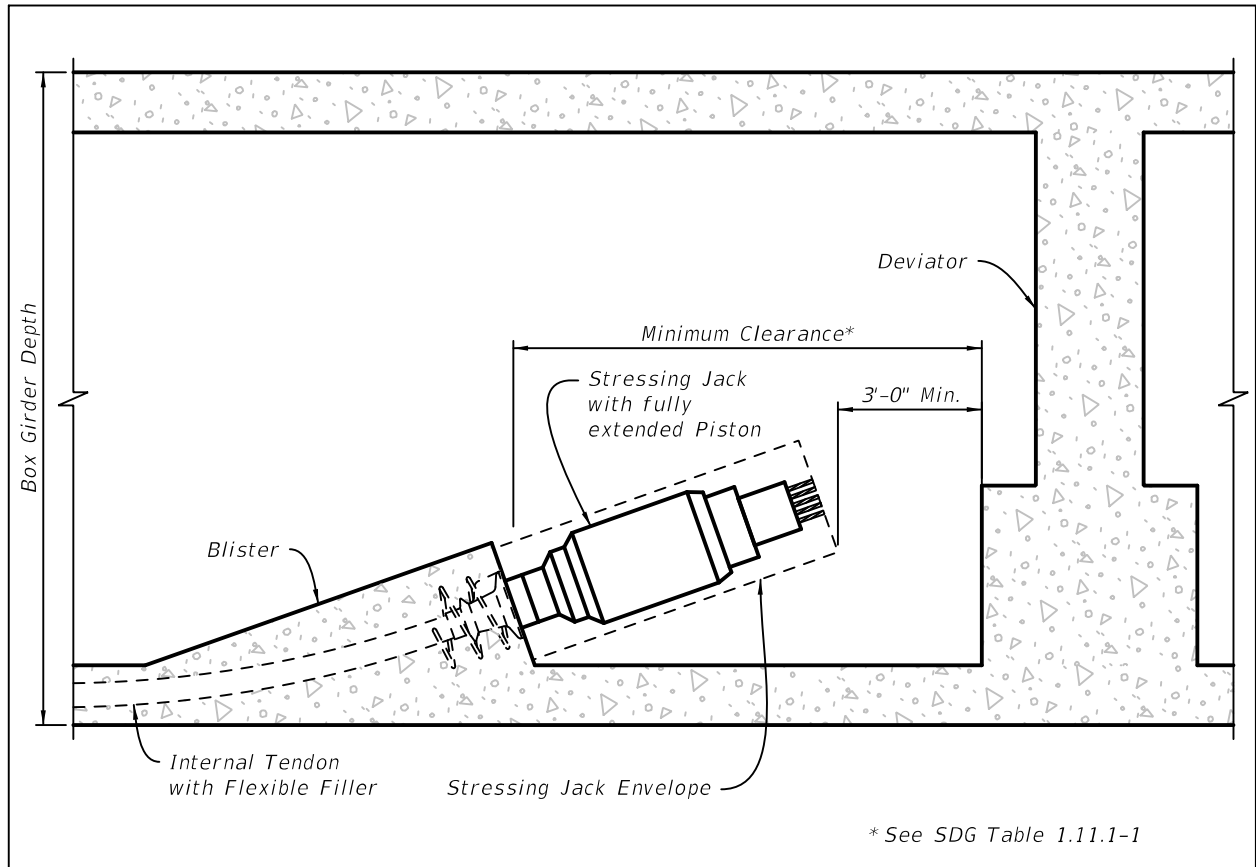 Box Girder Depth
Deviator
Minimum Clearance*
Stressing Jack
with fully
extended Piston
3'-0" Min.
Blister
Internal Tendon
with Flexible Filler
Stressing Jack Envelope
* See SDG Table 1.11.1-1